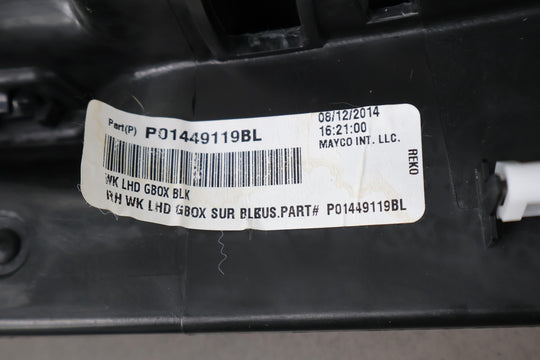 Part(P) P01449119BL
08/12/2014
16:21:00
MAYCO INT. LLC.
REKO
WK LHD GBOX BLK
RH WK LHD GBOX SUR BLBUS.PART# P01449119BL